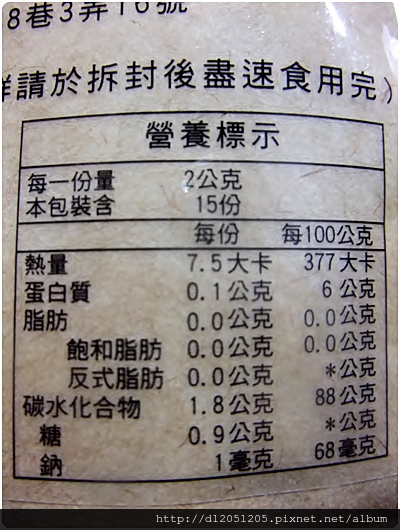 8巷3弄16號
請於拆封後盡速食用完)
營養標示
每一份量 2公克
本包裝含 15份
每份 每100公克
熱量 7.5大卡 377大卡
蛋白質 0.1公克 6公克
脂肪 0.0公克 0.0公克
飽和脂肪 0.0公克 0.0公克
反式脂肪 0.0公克 *公克
碳水化合物 1.8公克 88公克
糖 0.9公克 *公克
鈉 1毫克 68毫克
http://d12051205.pixnet.net/album